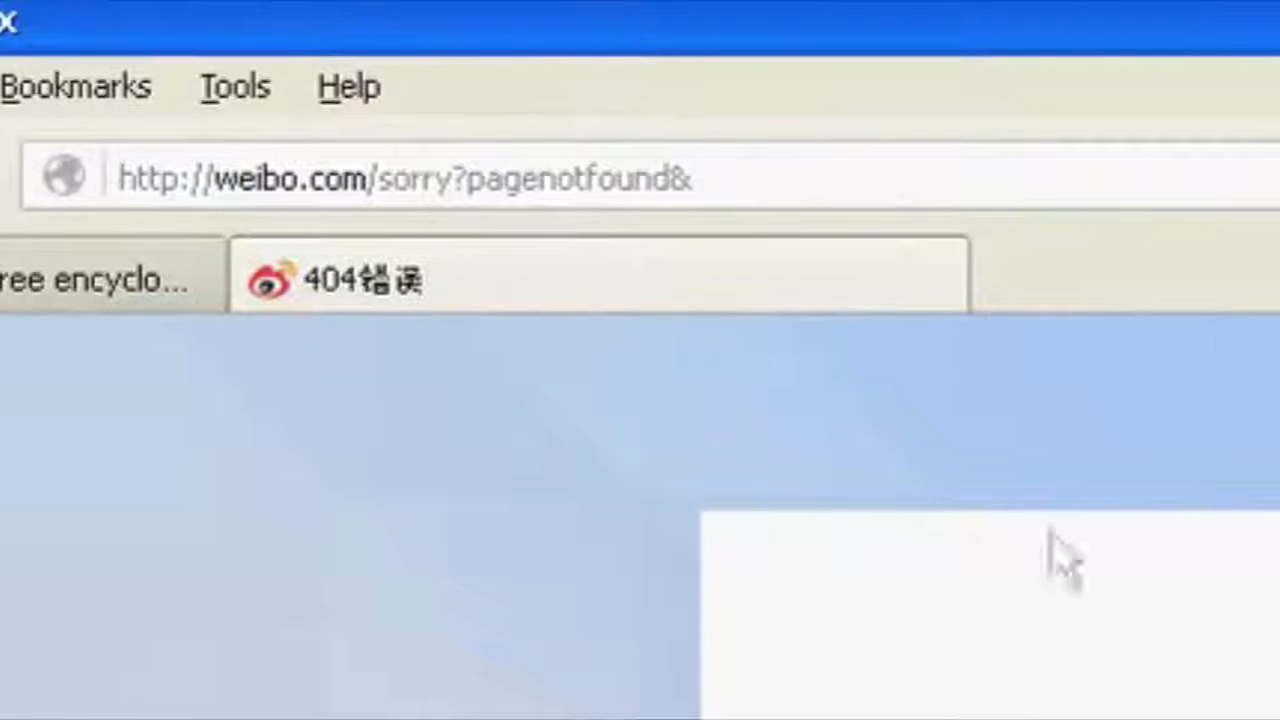 x
Bookmarks Tools Help
http://weibo.com/sorry?pagenotfound&
ree encyclo... 404错误